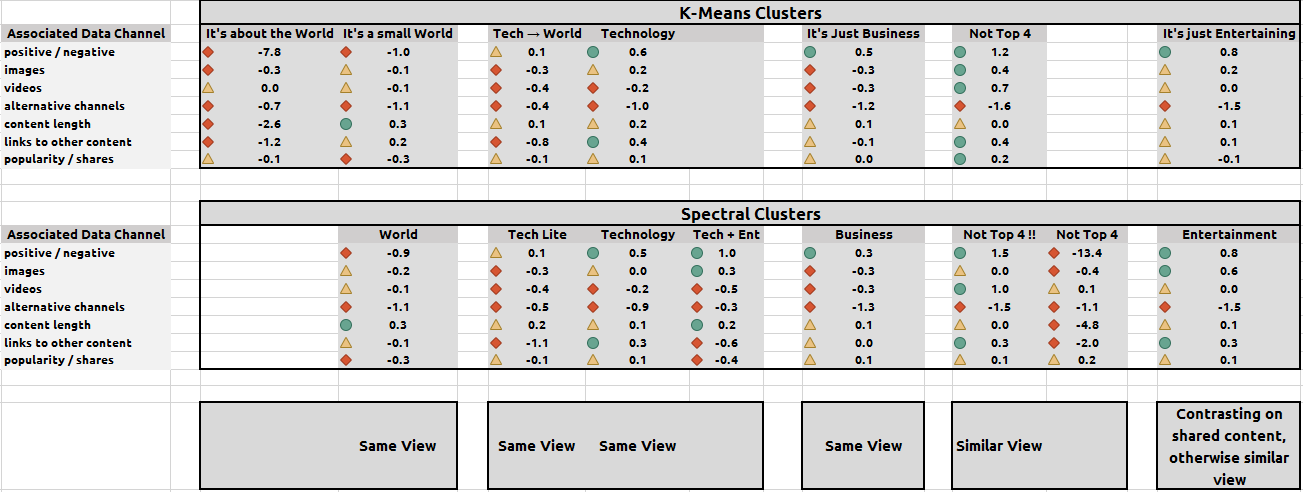 K-Means Clusters
Associated Data Channel It's about the World It's a small World Tech → World Technology It's Just Business Not Top 4 It's just Entertaining
positive / negative -7.8 -1.0 0.1 0.6 0.5 1.2 0.8
images -0.3 -0.1 -0.3 0.2 -0.3 0.4 0.2
videos 0.0 -0.1 -0.4 -0.2 -0.3 0.7 0.0
alternative channels -0.7 -1.1 -0.4 -1.0 -1.2 -1.6 -1.5
content length -2.6 0.3 0.1 0.2 0.1 0.0 0.1
links to other content -1.2 0.2 -0.8 0.4 -0.1 0.4 0.1
popularity / shares -0.1 -0.3 -0.1 0.1 0.0 0.2 -0.1
Spectral Clusters
Associated Data Channel World Tech Lite Technology Tech + Ent Business Not Top 4 !! Not Top 4 Entertainment
positive / negative -0.9 0.1 0.5 1.0 0.3 1.5 -13.4 0.8
images -0.2 -0.3 0.0 0.3 -0.3 0.0 -0.4 0.6
videos -0.1 -0.4 -0.2 -0.5 -0.3 1.0 0.1 0.0
alternative channels -1.1 -0.5 -0.9 -0.3 -1.3 -1.5 -1.1 -1.5
content length 0.3 0.2 0.1 0.2 0.1 0.0 -4.8 0.1
links to other content -0.1 -1.1 0.3 -0.6 0.0 0.3 -2.0 0.3
popularity / shares -0.3 -0.1 0.1 -0.4 0.1 0.1 0.2 0.1
Same View Same View Same View Same View Similar View
Contrasting on
shared content,
otherwise similar
view